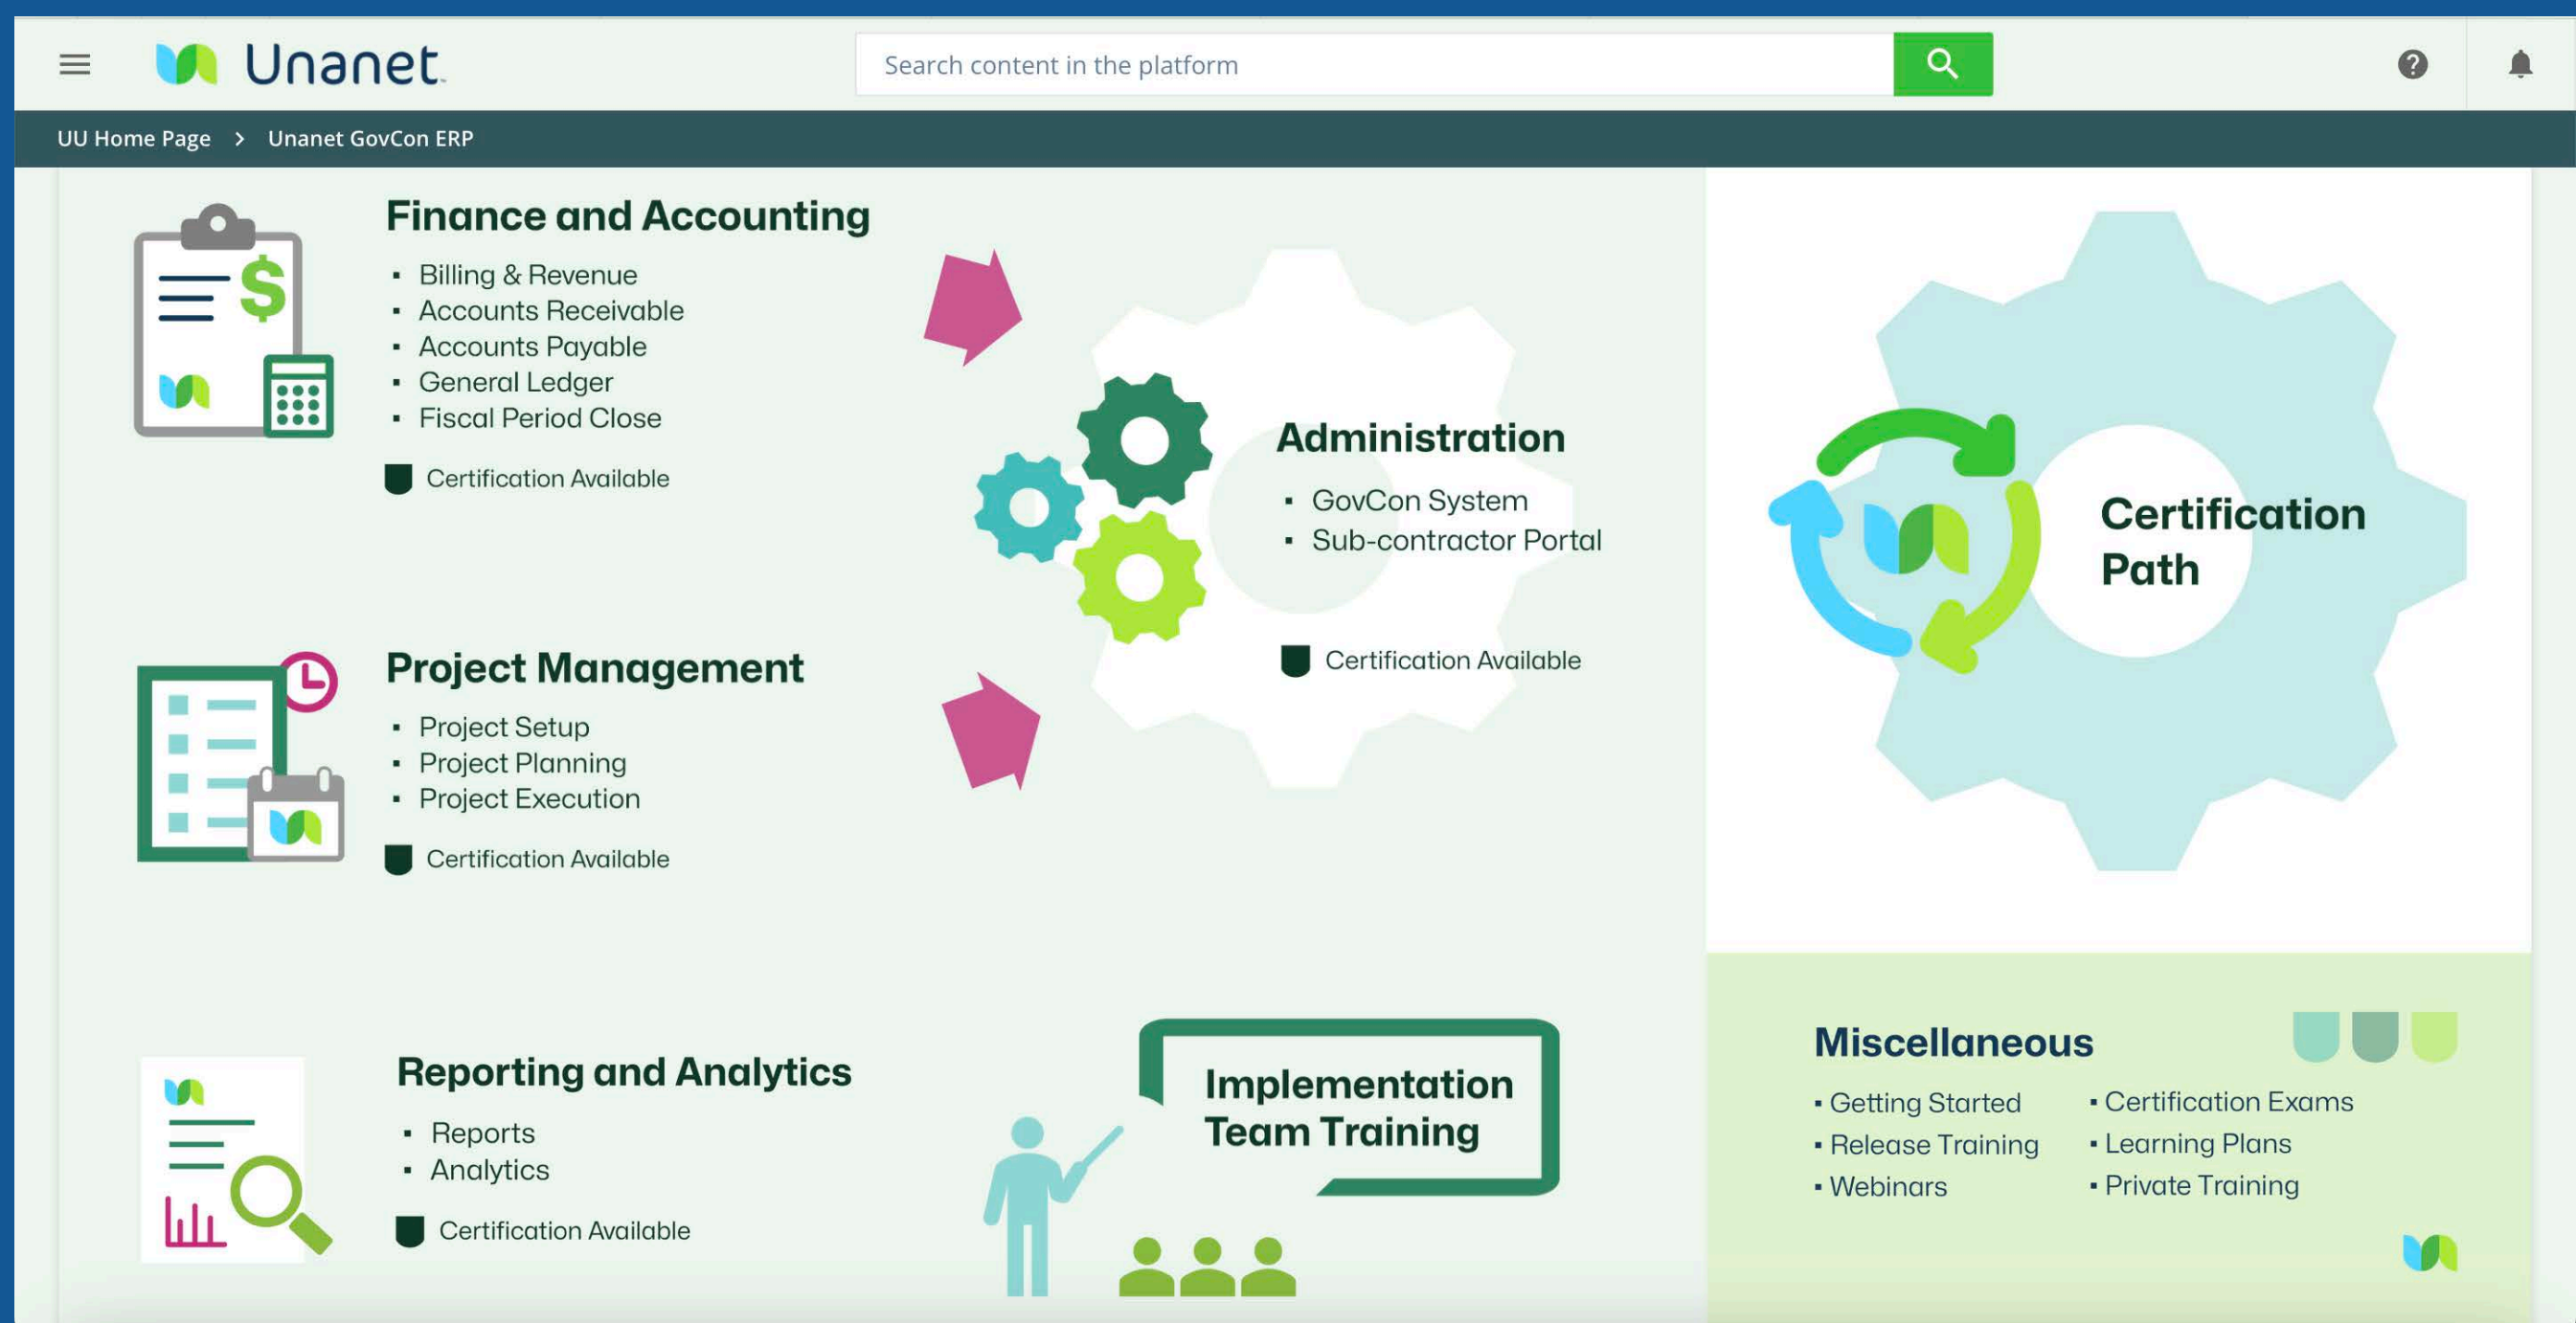 Unanet
Search content in the platform
UU Home Page > Unanet GovCon ERP
Finance and Accounting
▪ Billing & Revenue
▪ Accounts Receivable
▪ Accounts Payable
▪ General Ledger
▪ Fiscal Period Close
Certification Available
Administration
▪ GovCon System
▪ Sub-contractor Portal
Certification Available
Certification
Path
Project Management
▪ Project Setup
▪ Project Planning
▪ Project Execution
Certification Available
Reporting and Analytics
▪ Reports
▪ Analytics
Certification Available
Implementation
Team Training
Miscellaneous
▪ Getting Started
▪ Release Training
▪ Webinars
▪ Certification Exams
▪ Learning Plans
▪ Private Training